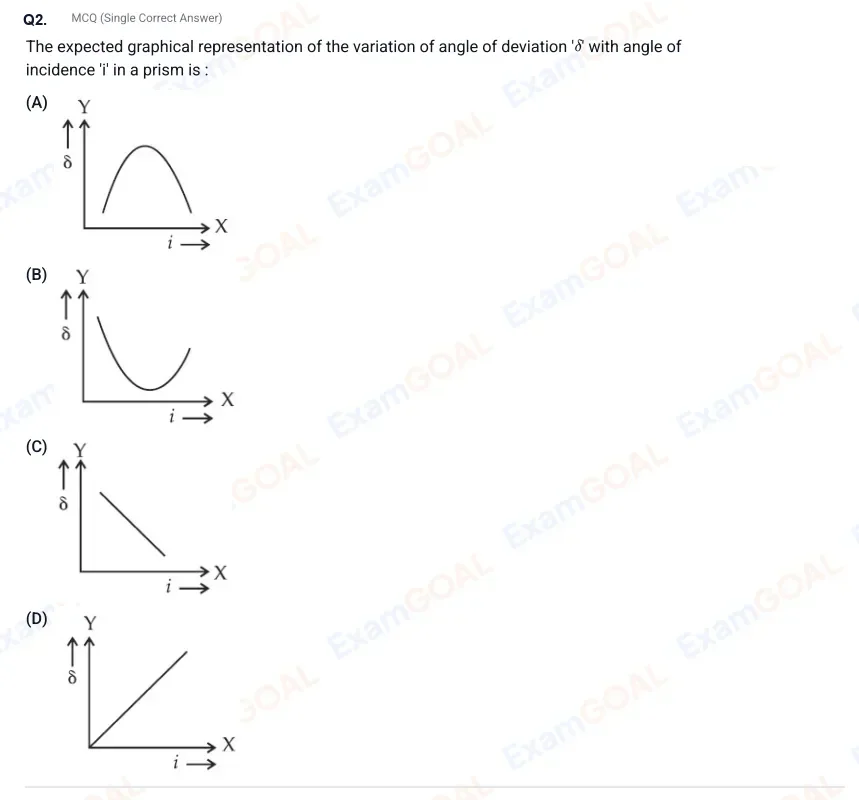 Q2. MCQ (Single Correct Answer)
The expected graphical representation of the variation of angle of deviation 'δ' with angle of
incidence 'i' in a prism is :
(A) Y
δ
X
i
(B) Y
δ
X
i
(C) Y
δ
X
i
(D) Y
δ
X
i
ExamGOAL